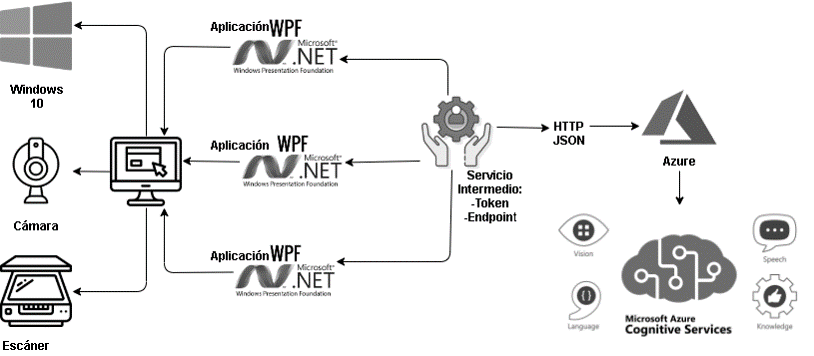 Windows
10
Cámara
Escáner
Aplicación WPF
Microsoft®
.NET
Windows Presentation Foundation
Aplicación WPF
Microsoft®
.NET
Windows Presentation Foundation
Aplicación WPF
Microsoft®
.NET
Windows Presentation Foundation
Servicio
Intermedio:
-Token
-Endpoint
HTTP
JSON
Azure
Vision
Speech
{}
Language
Knowledge
Microsoft Azure
Cognitive Services